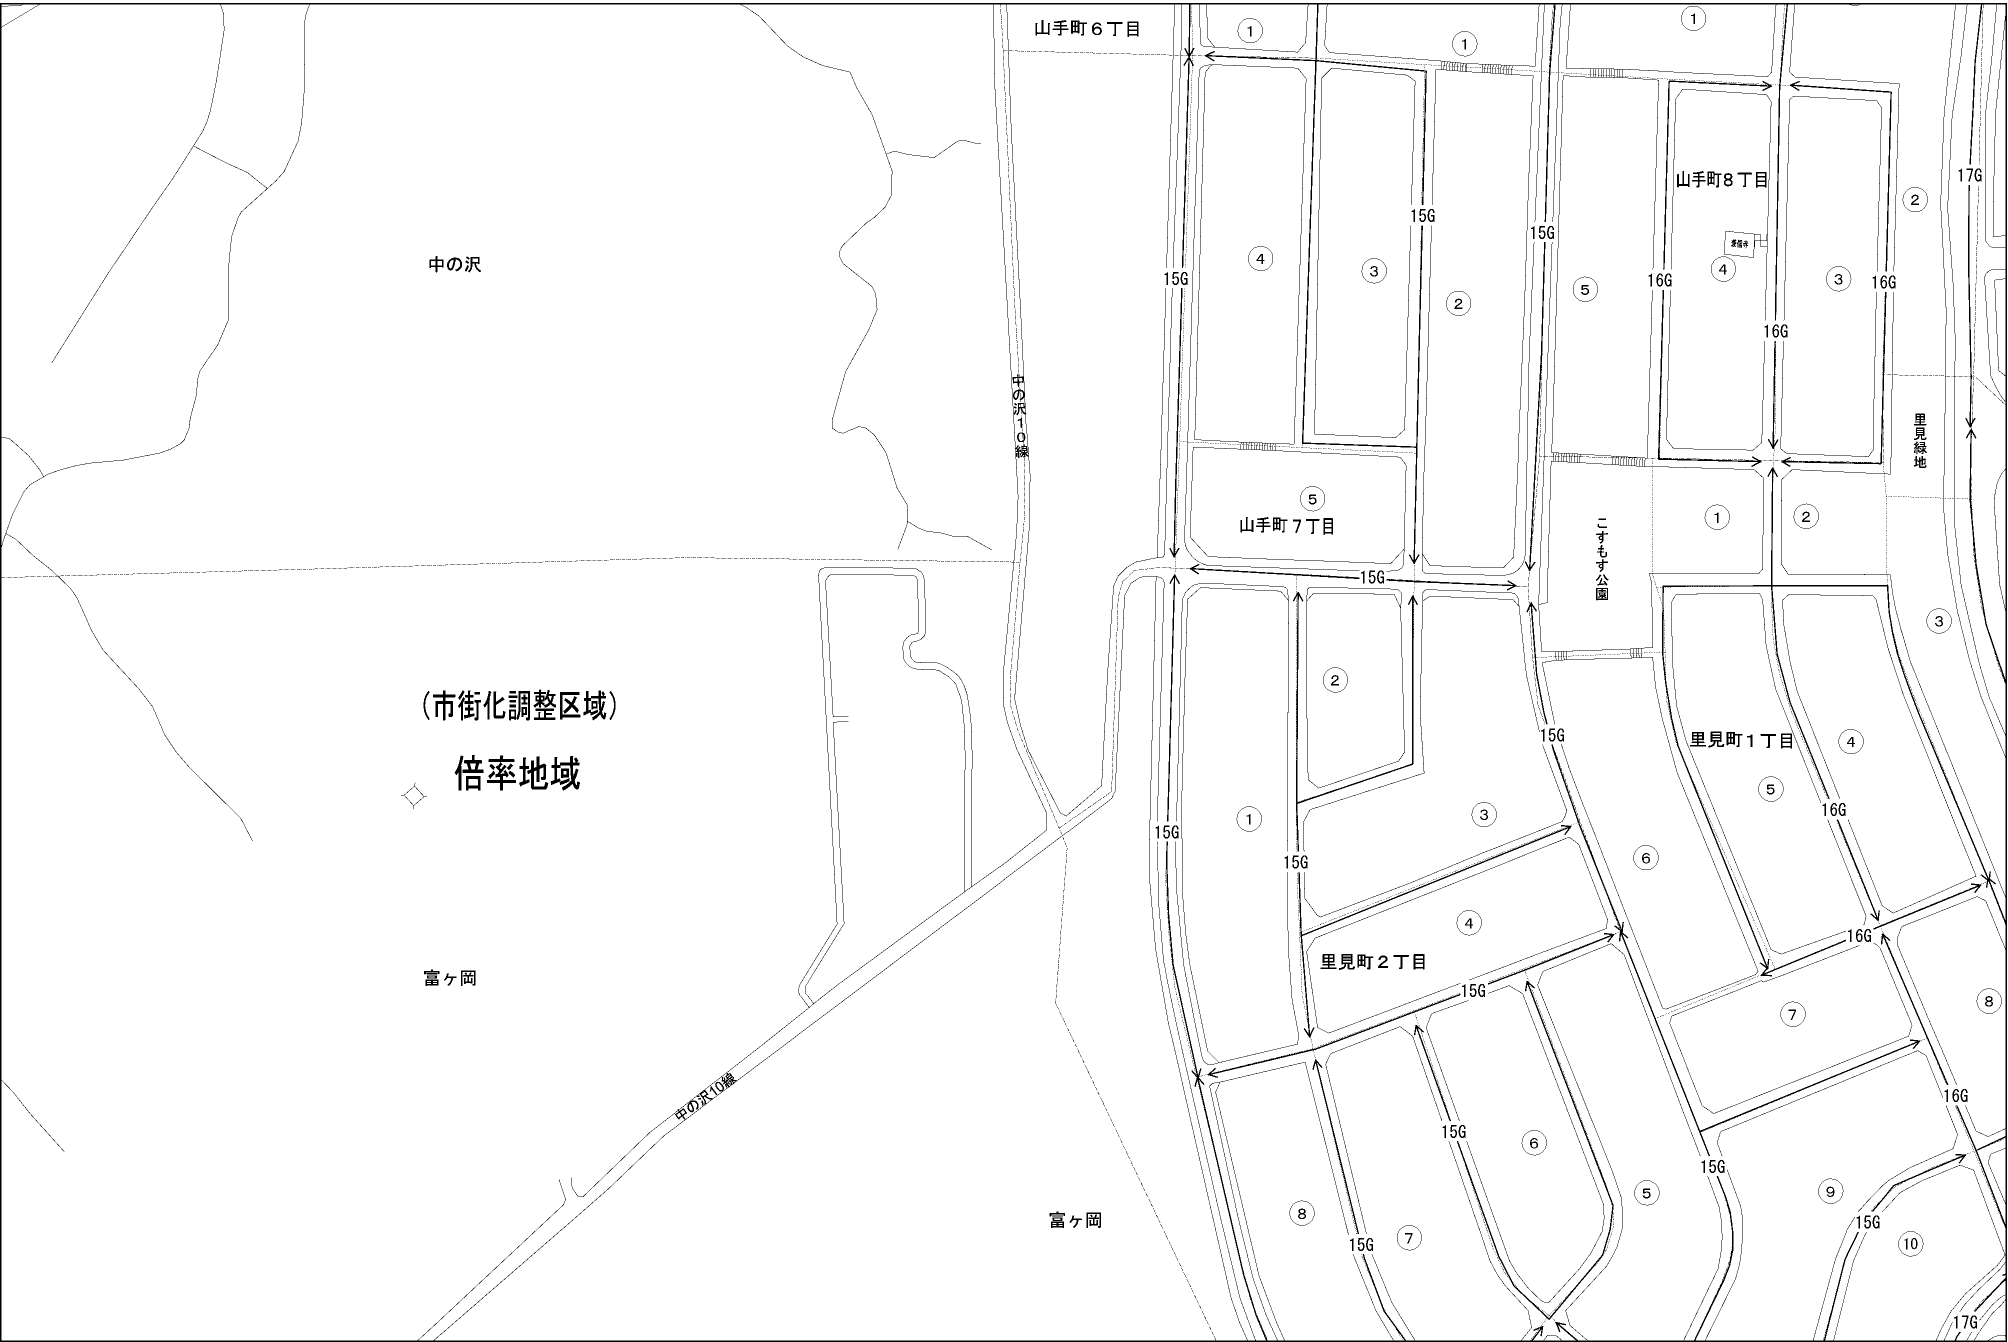 山手町６丁目
①
①
①
山手町8丁目
17G
②
15G
15G
中の沢
④
③
④
③
15G
16G
16G
⑤
②
16G
中の沢10線
里見緑地
⑤
①
②
山手町７丁目
こすもす公園
15G
③
②
（市街化調整区域）
15G
里見町１丁目
④
倍率地域
⑤
16G
①
③
15G
⑥
15G
④
16G
里見町２丁目
富ヶ岡
15G
⑧
⑦
中の沢10線
16G
15G
⑥
15G
⑤
⑨
富ヶ岡
⑧
15G
⑦
15G
⑩
17G